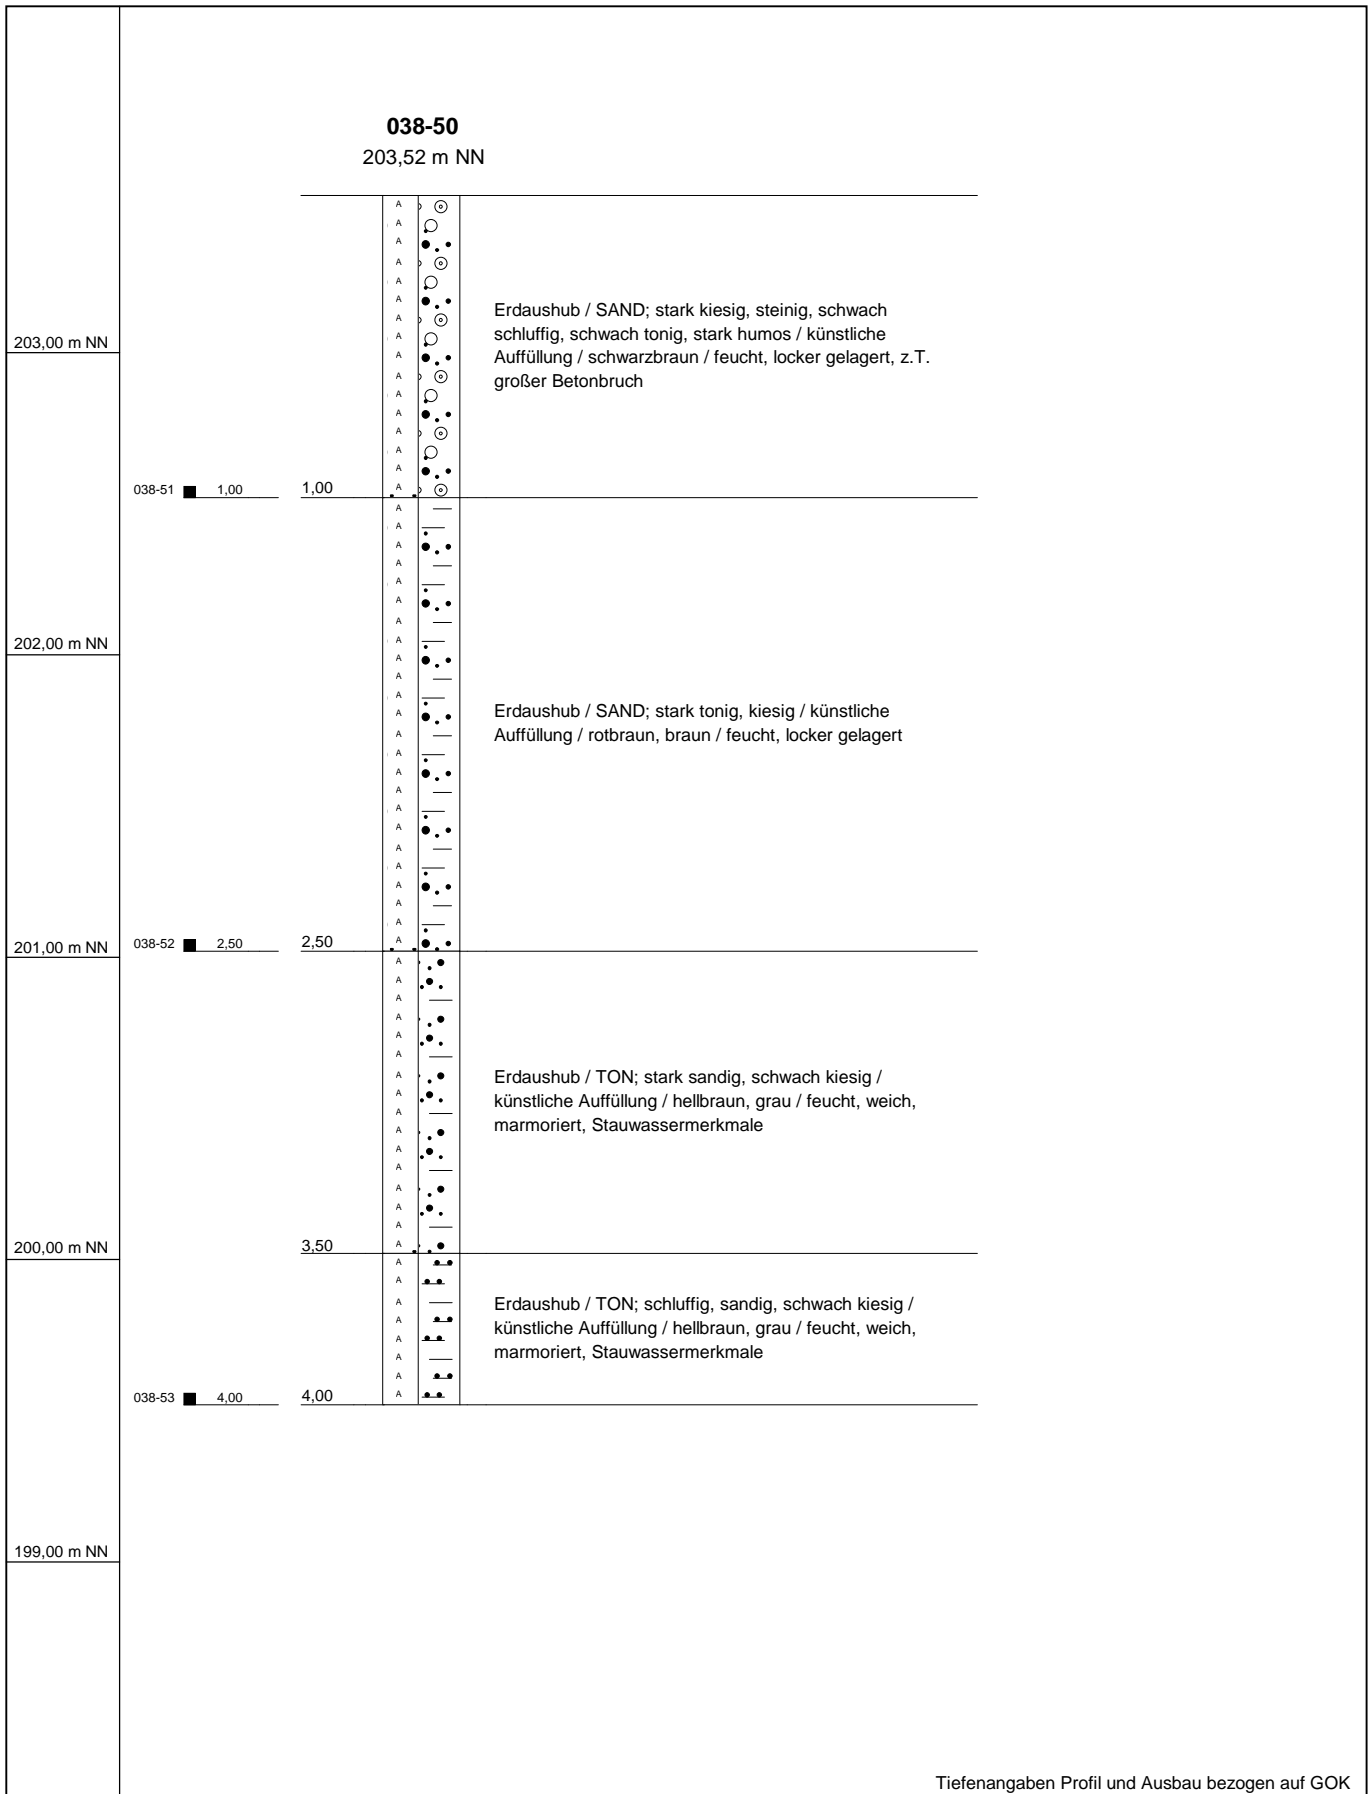 038-50
203,52 m NN
A
A
A
A
A
A
A
Erdaushub / SAND; stark kiesig, steinig, schwach
schluffig, schwach tonig, stark humos / künstliche
203,00 m NN
A
Auffüllung / schwarzbraun / feucht, locker gelagert, z.T.
A
großer Betonbruch
A
A
A
A
A
A
038-51 1,00 1,00
A
A
A
A
A
A
A
A
202,00 m NN
A
A
A
A
Erdaushub / SAND; stark tonig, kiesig / künstliche
A
Auffüllung / rotbraun, braun / feucht, locker gelagert
A
A
A
A
A
A
A
A
A
A
A
038-52 2,50 2,50
201,00 m NN
A
A
A
A
A
A
A
Erdaushub / TON; stark sandig, schwach kiesig /
A
künstliche Auffüllung / hellbraun, grau / feucht, weich,
A
marmoriert, Stauwassermerkmale
A
A
A
A
A
A
A
200,00 m NN
3,50
A
A
A
Erdaushub / TON; schluffig, sandig, schwach kiesig /
A
künstliche Auffüllung / hellbraun, grau / feucht, weich,
A
marmoriert, Stauwassermerkmale
A
A
A
038-53 4,00 4,00
199,00 m NN
Tiefenangaben Profil und Ausbau bezogen auf GOK